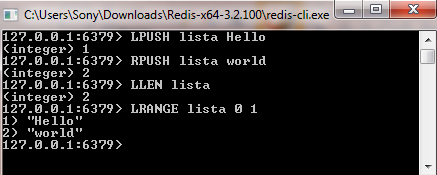 C:\Users\Sony\Downloads\Redis-x64-3.2.100\redis-cli.exe
127.0.0.1:6379> LPUSH lista Hello
(integer) 1
127.0.0.1:6379> RPUSH lista world
(integer) 2
127.0.0.1:6379> LLEN lista
(integer) 2
127.0.0.1:6379> LRANGE lista 0 1
1) "Hello"
2) "world"
127.0.0.1:6379>